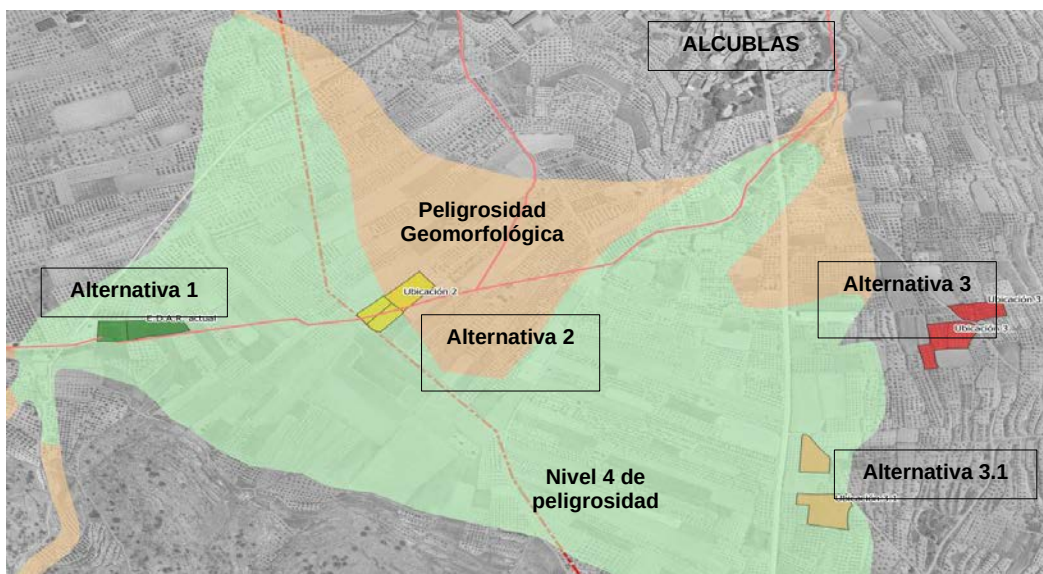 ALCUBLAS
Peligrosidad
Geomorfológica
Alternativa 1
E.D.A.R. actual
Ubicación 2
Alternativa 2
Alternativa 3
Ubicación 3
Ubicación 3
Nivel 4 de
peligrosidad
Alternativa 3.1
Ubicación 3.1